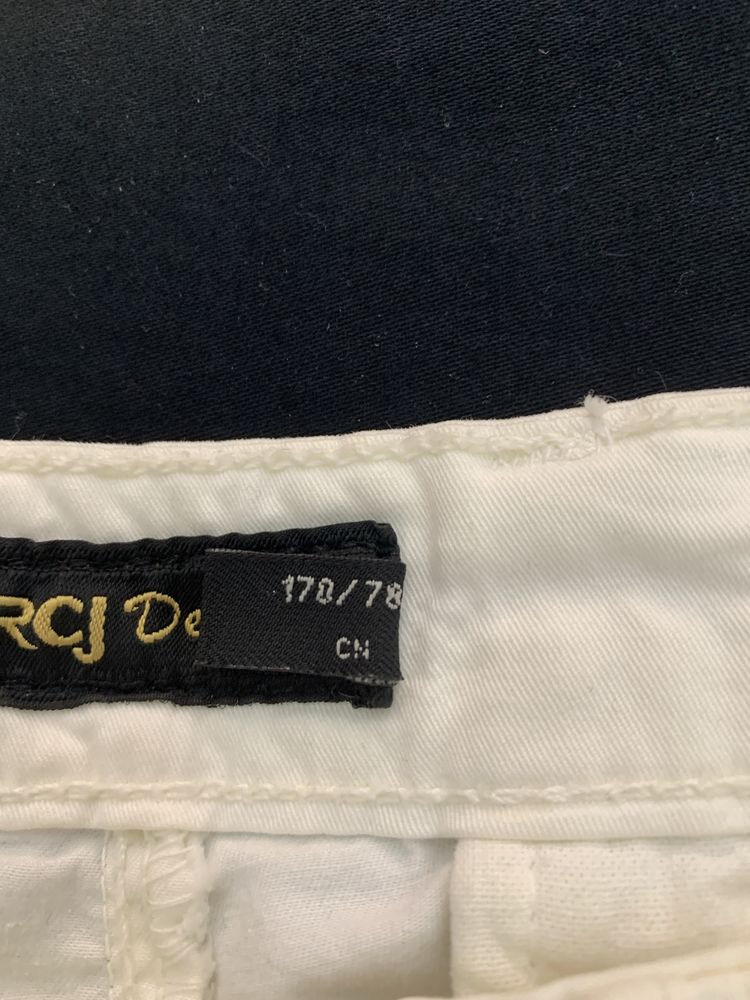 RCJ De
170/78
CN